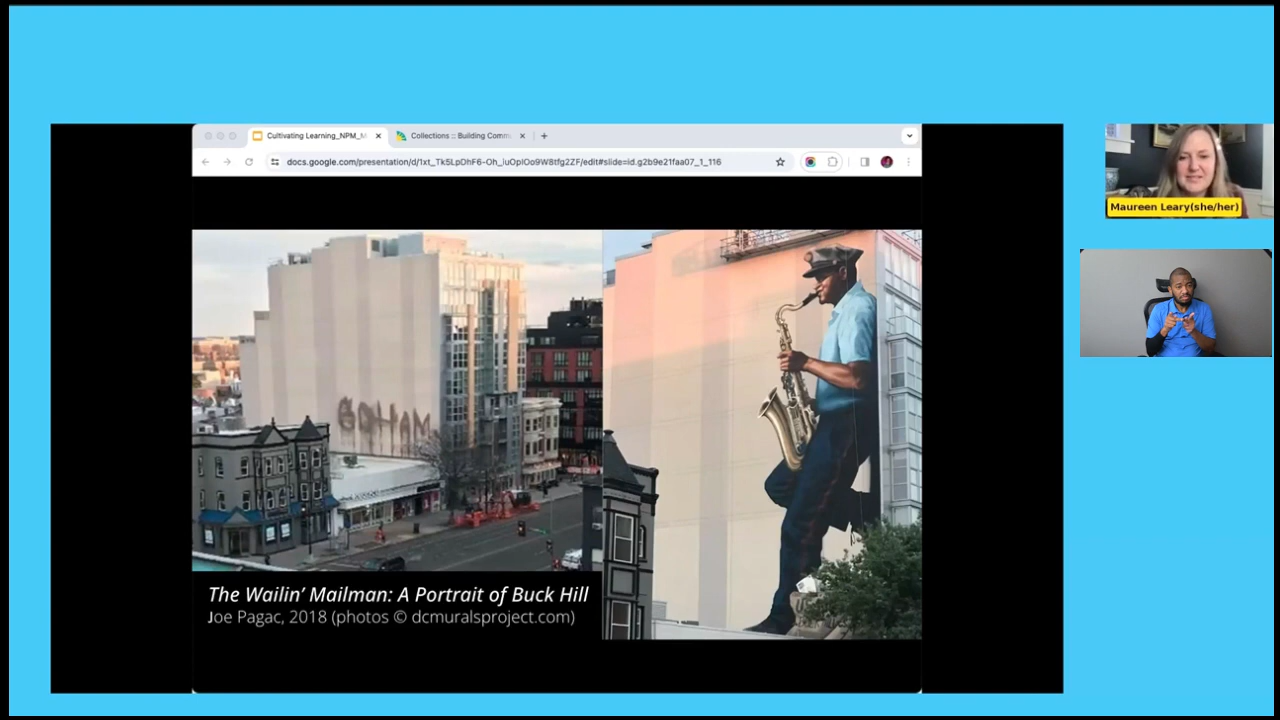 Cultivating Learning_NPM_M
Collections :: Building Comm
docs.google.com/presentation/d/1xt_Tk5LpDhF6-Oh_iuOpIOo9W8tfg2ZF/edit#slide=id.g2b9e21faa07_1_116
Maureen Leary(she/her)
GOHAM
The Wailin’ Mailman: A Portrait of Buck Hill
Joe Pagac, 2018 (photos © dcmuralsproject.com)